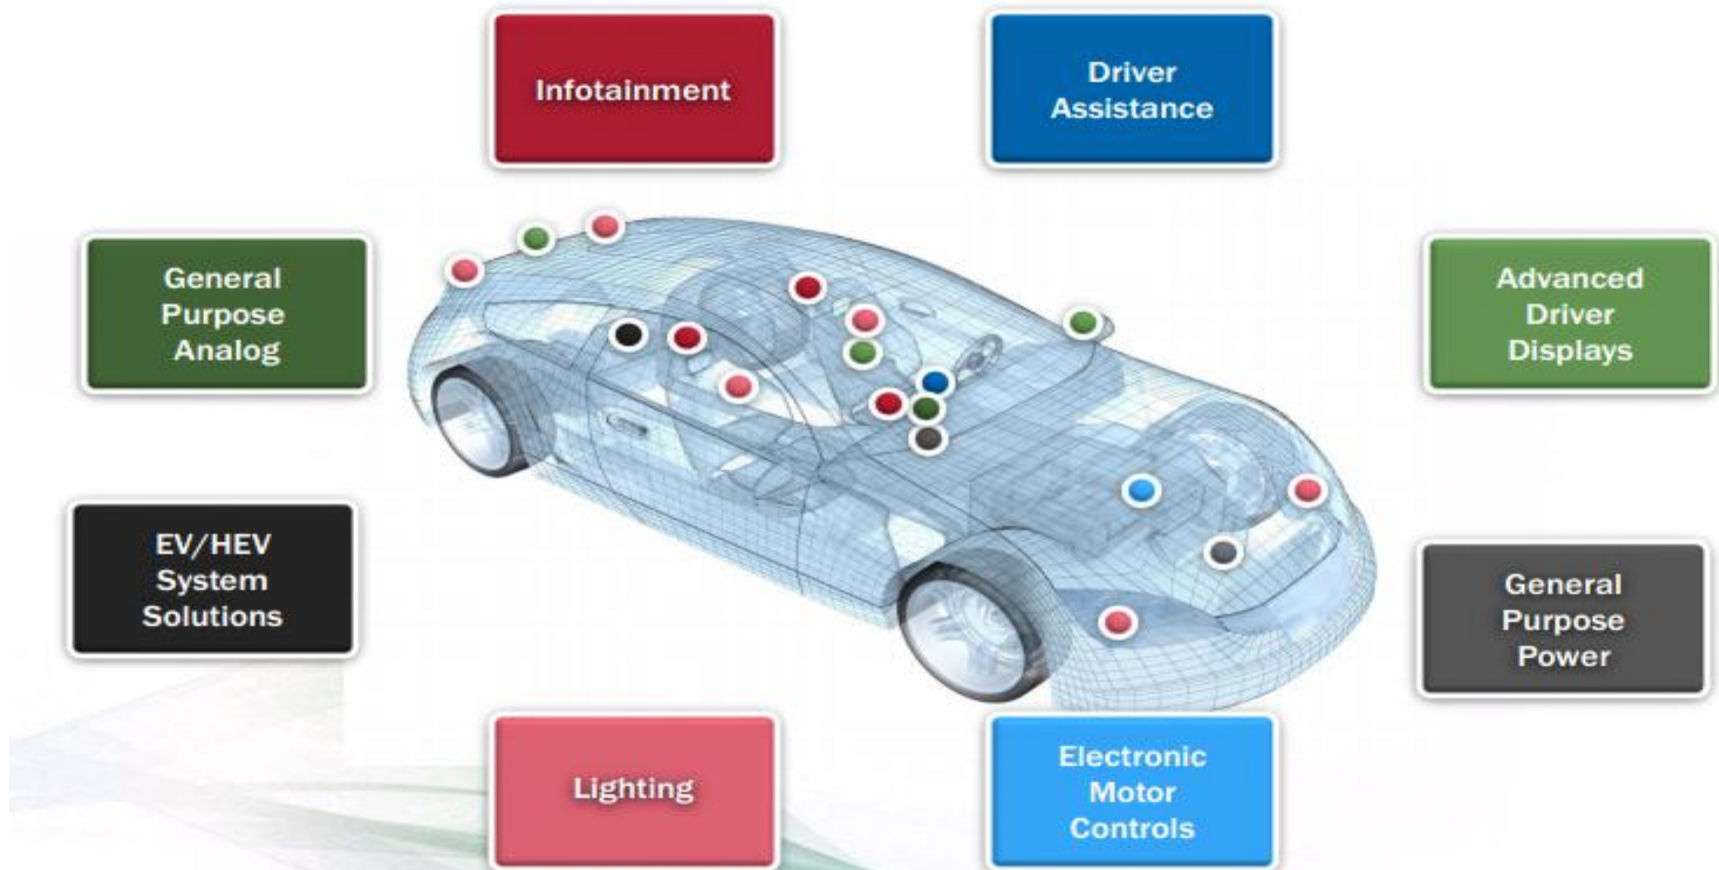 Infotainment
Driver
Assistance
General
Purpose
Analog
Advanced
Driver
Displays
EV/HEV
System
Solutions
General
Purpose
Power
Lighting
Electronic
Motor
Controls